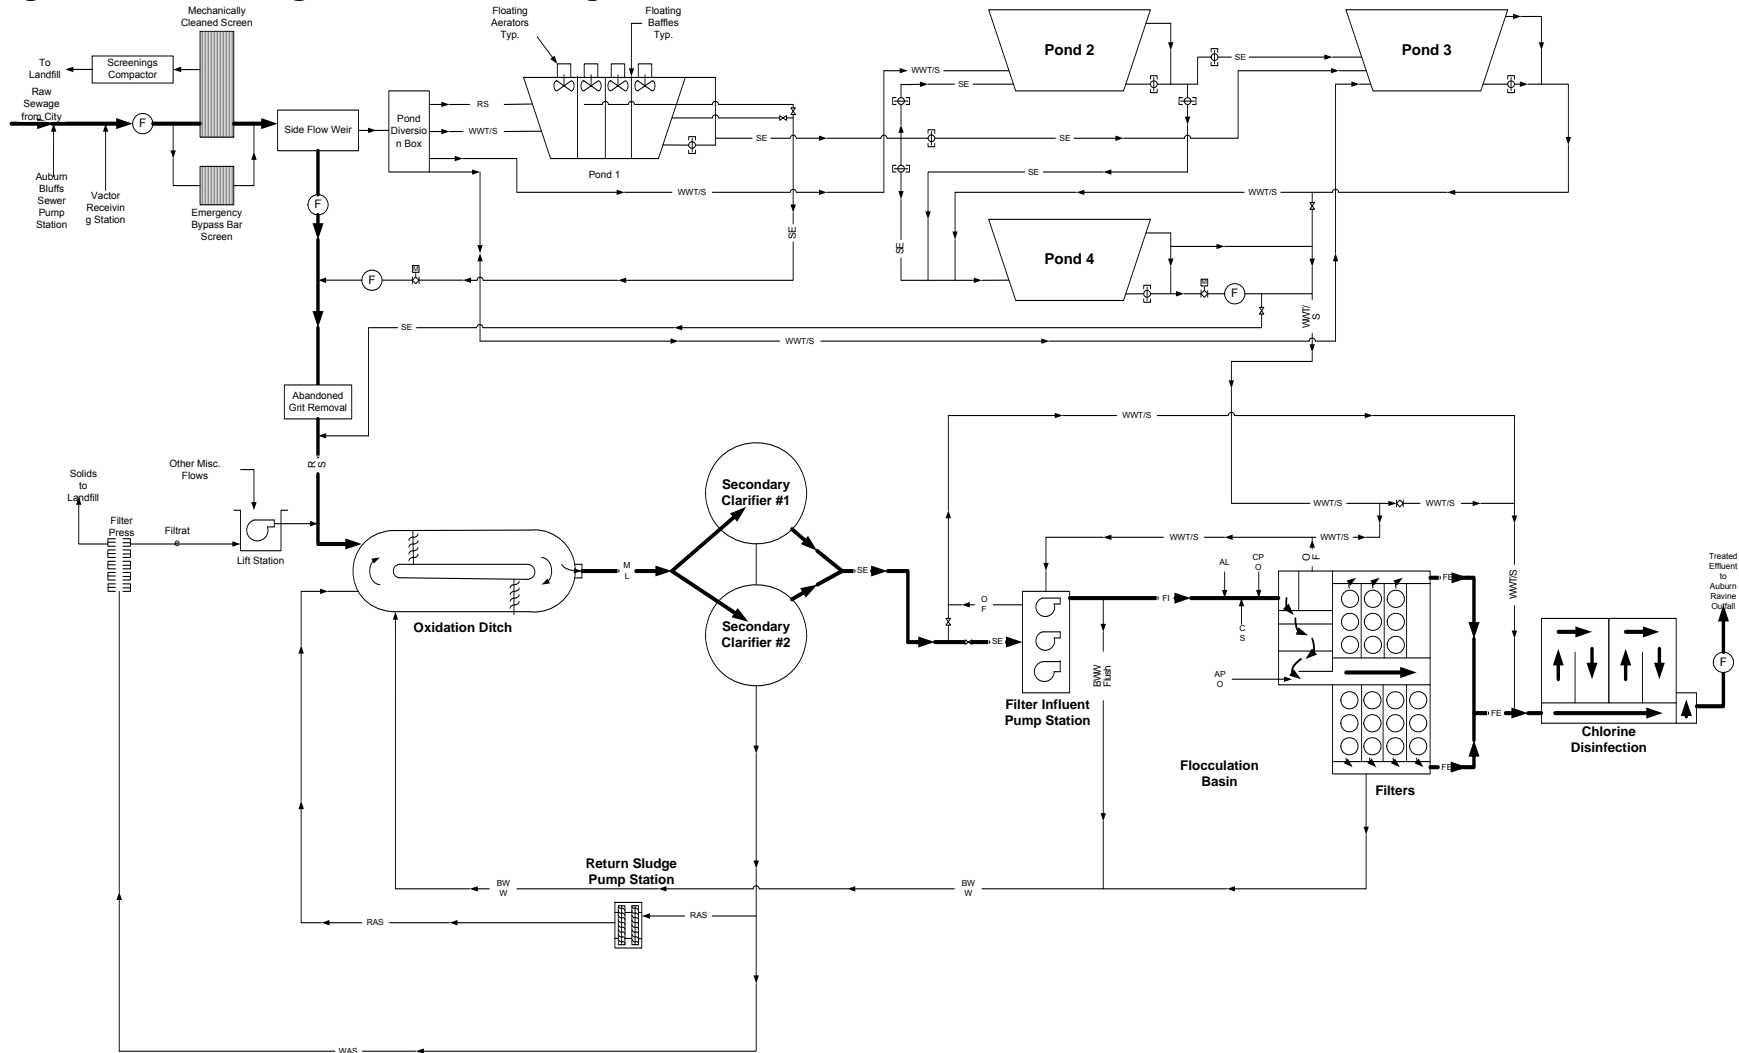 Mechanically
Cleaned Screen
To
Landfill
Screenings
Compactor
Raw
Sewage
from City
F
Auburn
Bluffs
Sewer
Pump
Station
Vactor
Receivin
g Station
Emergency
Bypass Bar
Screen
Side Flow Weir
F
Pond
Diversio
n Box
RS
WWT/S
WWT/S
Floating
Aerators
Typ.
Floating
Baffles
Typ.
Pond 1
SE
SE
SE
M
F
SE
WWT/S
Pond 2
WWT/S
SE
SE
SE
SE
Pond 3
SE
WWT/S
Pond 4
SE
M
F
WWT/
S
Abandoned
Grit Removal
R
S
Other Misc.
Flows
Solids
to
Landfill
Filter
Press
Filtrat
e
Lift Station
Oxidation Ditch
M
L
Secondary
Clarifier #1
Secondary
Clarifier #2
SE
SE
O
F
WWT/S
WWT/S
WWT/S
WWT/S
WWT/S
WWT/S
Filter Influent
Pump Station
BWW
Flush
FI
AL
CP
O
C
S
AP
O
O
F
Flocculation
Basin
Filters
FE
FE
FE
Chlorine
Disinfection
F
Treated
Effluent
to
Auburn
Ravine
Outfall
Return Sludge
Pump Station
BW
W
BW
W
RAS
RAS
WAS